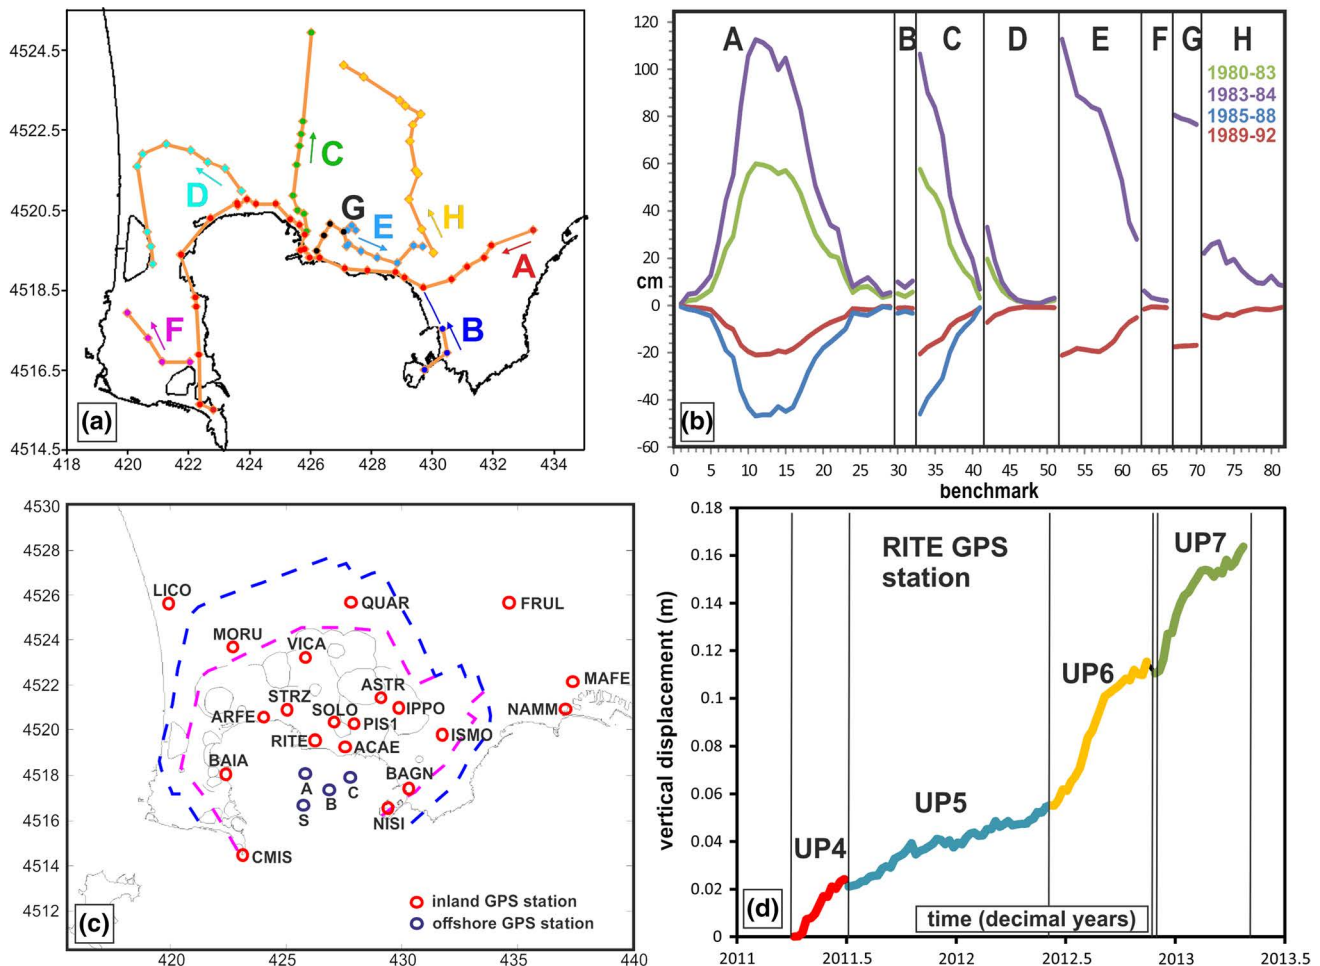 4524.5
4522.5
4520.5
4518.5
4516.5
4514.5
418 420 422 424 426 428 430 432 434
C
D
G
E
H
A
F
B
(a)
120
100
80
60
40
20
cm
0
-20
-40
-60
A B C D E F G H
1980-83
1983-84
1985-88
1989-92
(b)
0 5 10 15 20 25 30 35 40 45 50 55 60 65 70 75 80
benchmark
4530
4528
4526
4524
4522
4520
4518
4516
4514
4512
LICO
QUAR
FRUL
MORU
VICA
MAFE
ASTR
STRZ
IPPO
NAMM
SOLO
ARFE
PIS1
ISMO
RITE
ACAE
BAIA
BAGN
A
B
C
S
NISI
CMIS
inland GPS station
offshore GPS station
(c)
420 425 430 435 440
0.18
0.16
0.14
0.12
0.1
0.08
0.06
0.04
0.02
0
vertical displacement (m)
RITE GPS
station
UP7
UP6
UP5
UP4
(d)
time (decimal years)
2011 2011.5 2012 2012.5 2013 2013.5